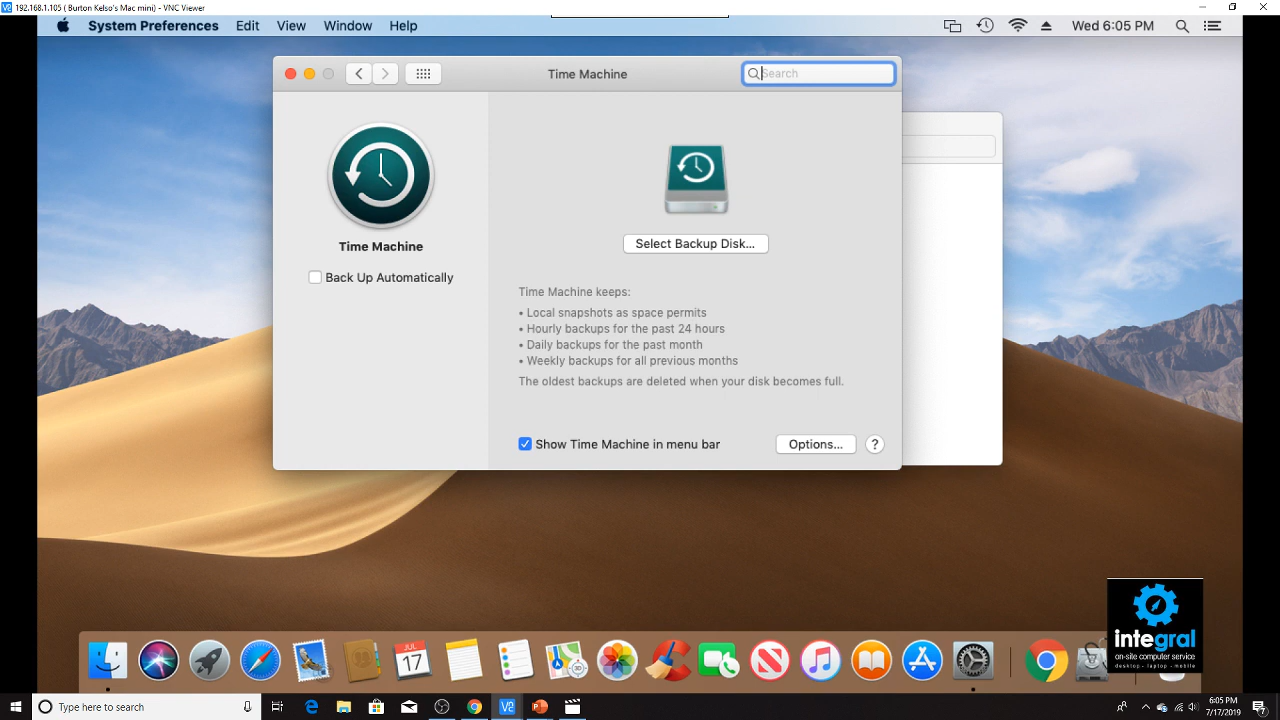 192.168.1.105 (Burton Kelso's Mac mini) - VNC Viewer
System Preferences Edit View Window Help
Wed 6:05 PM
Time Machine
Search
Time Machine
Back Up Automatically
Select Backup Disk...
Time Machine keeps:
• Local snapshots as space permits
• Hourly backups for the past 24 hours
• Daily backups for the past month
• Weekly backups for all previous months
The oldest backups are deleted when your disk becomes full.
Show Time Machine in menu bar
Options...
?
JUL
17
3D
integral
on-site computer service
desktop - laptop - mobile
Type here to search
6:05 PM
7/17/2019